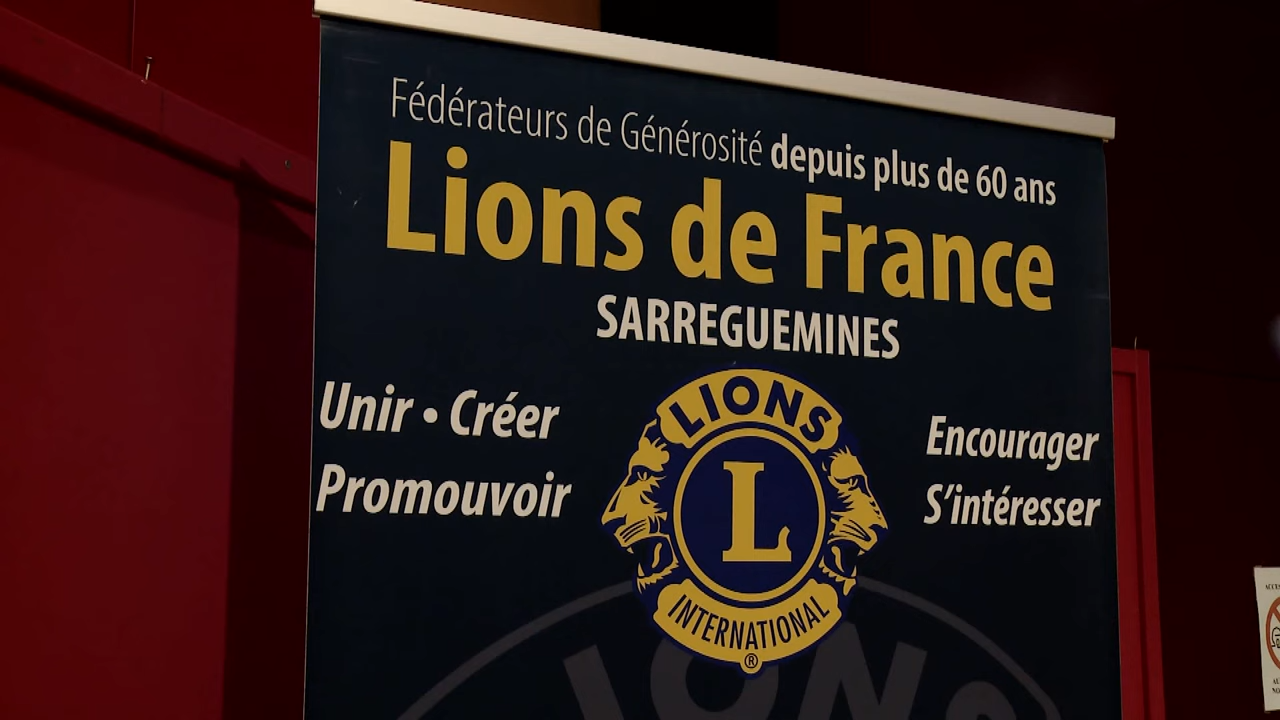 Fédérateurs de Générosité depuis plus de 60 ans
Lions de France
SARREGUEMINES
Unir • Créer
Promouvoir
Encourager
S'intéresser
LIONS
L
INTERNATIONAL
®
LIONS